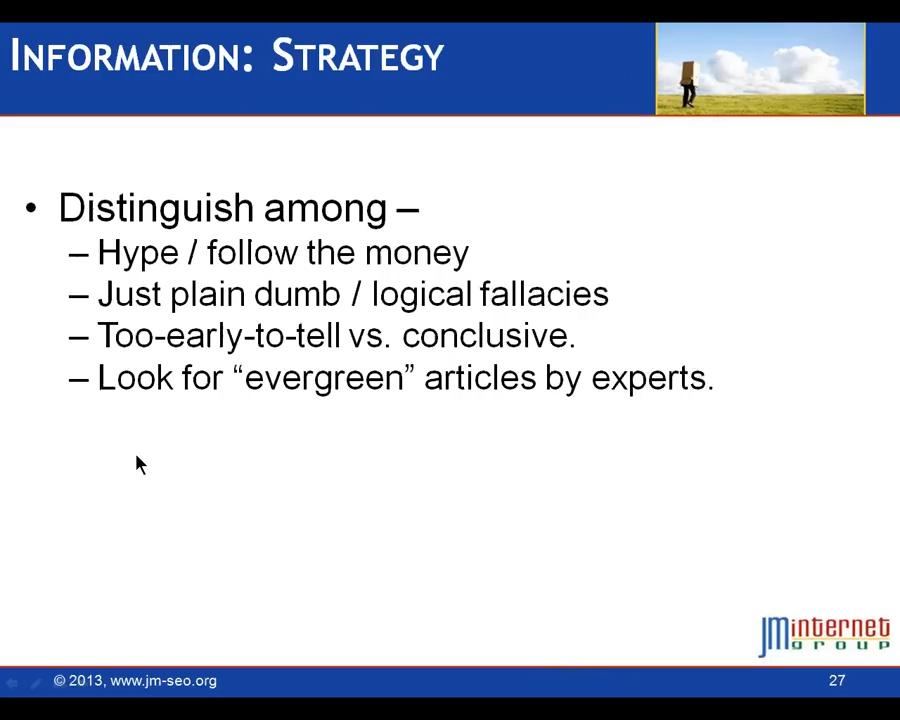 INFORMATION: STRATEGY
• Distinguish among –
– Hype / follow the money
– Just plain dumb / logical fallacies
– Too-early-to-tell vs. conclusive.
– Look for “evergreen” articles by experts.
JMinternet
group
© 2013, www.jm-seo.org
27